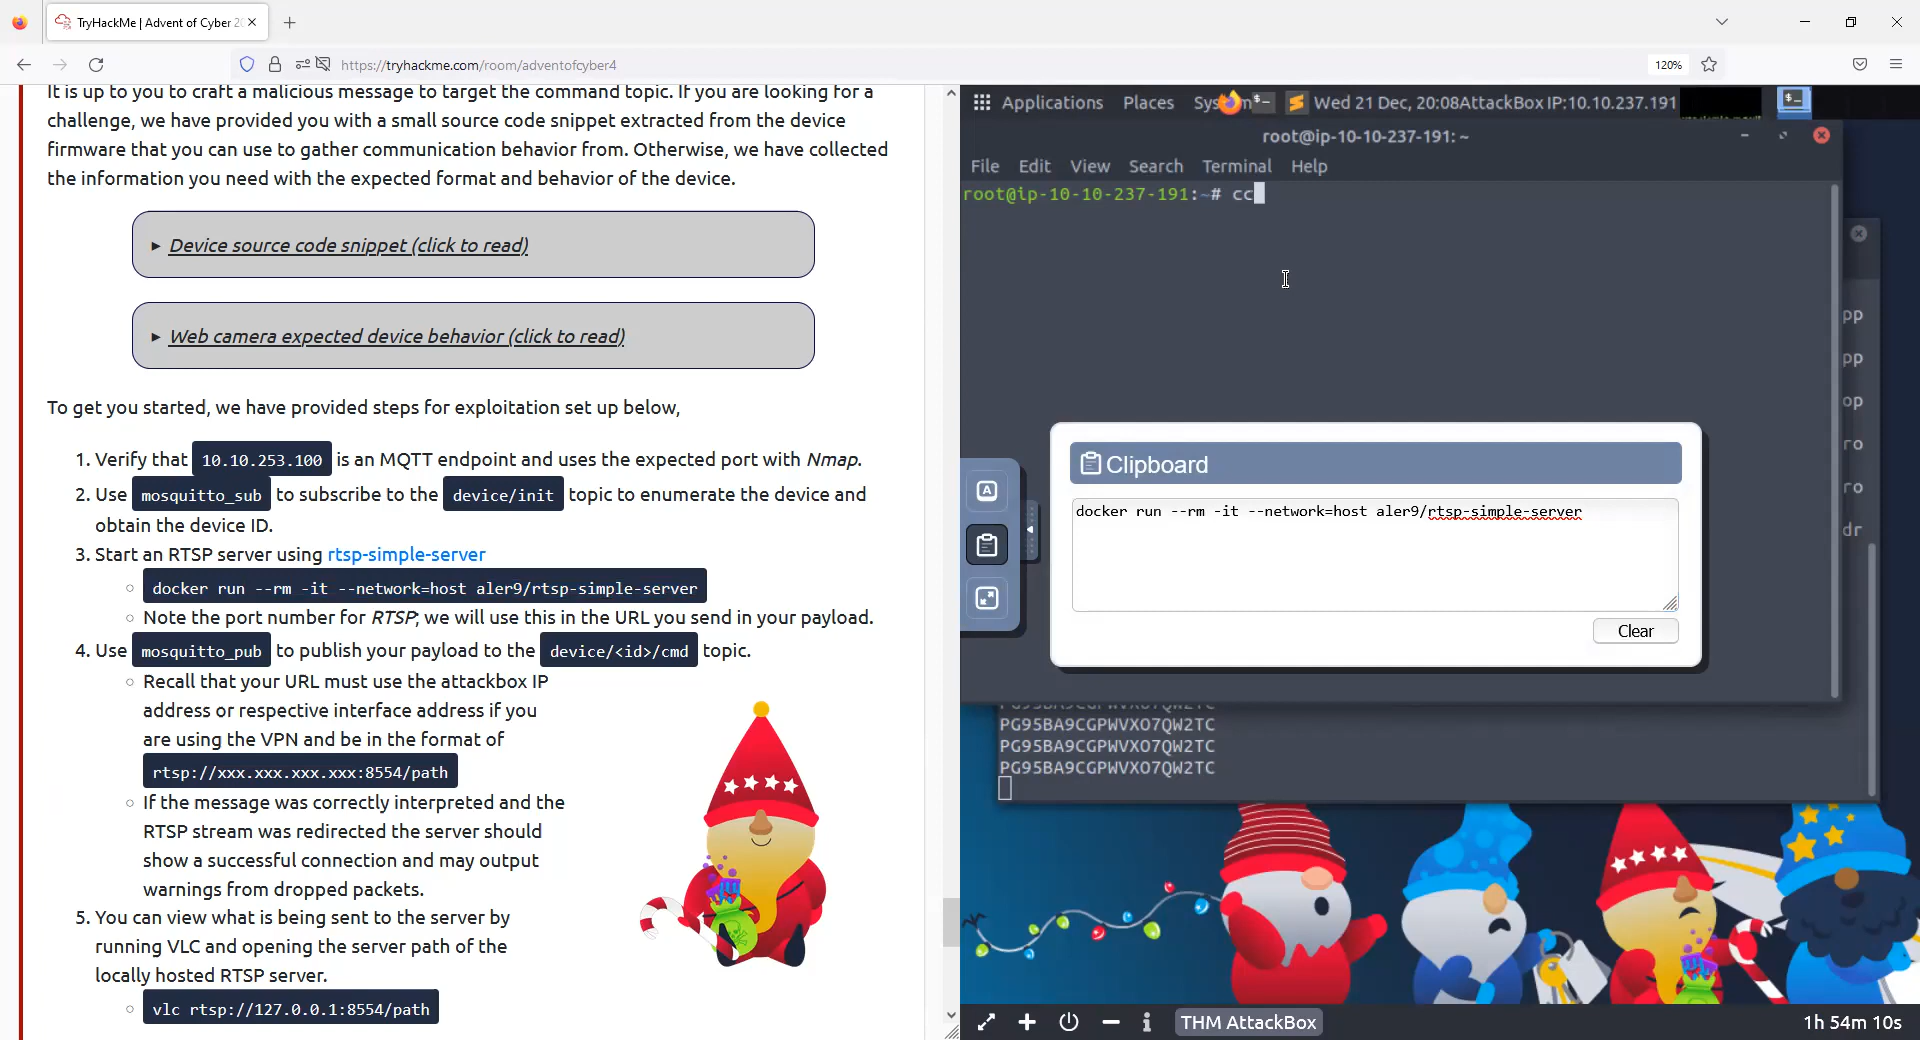 TryHackMe | Advent of Cyber 20
https://tryhackme.com/room/adventofcyber4
120%
It is up to you to craft a malicious message to target the command topic. If you are looking for a
challenge, we have provided you with a small source code snippet extracted from the device
firmware that you can use to gather communication behavior from. Otherwise, we have collected
the information you need with the expected format and behavior of the device.
Device source code snippet (click to read)
Web camera expected device behavior (click to read)
To get you started, we have provided steps for exploitation set up below,
1. Verify that 10.10.253.100 is an MQTT endpoint and uses the expected port with Nmap.
2. Use mosquitto_sub to subscribe to the device/init topic to enumerate the device and
obtain the device ID.
3. Start an RTSP server using rtsp-simple-server
docker run --rm -it --network=host aler9/rtsp-simple-server
Note the port number for RTSP; we will use this in the URL you send in your payload.
4. Use mosquitto_pub to publish your payload to the device/<id>/cmd topic.
Recall that your URL must use the attackbox IP
address or respective interface address if you
are using the VPN and be in the format of
rtsp://xxx.xxx.xxx.xxx:8554/path
If the message was correctly interpreted and the
RTSP stream was redirected the server should
show a successful connection and may output
warnings from dropped packets.
5. You can view what is being sent to the server by
running VLC and opening the server path of the
locally hosted RTSP server.
vlc rtsp://127.0.0.1:8554/path
Applications Places Wed 21 Dec, 20:08AttackBox IP:10.10.237.191
root@ip-10-10-237-191: ~
File Edit View Search Terminal Help
root@ip-10-10-237-191:~# cc
pp
pp
op
ro
ro
dr
Clipboard
docker run --rm -it --network=host aler9/rtsp-simple-server
Clear
PG95BA9CGPWVXO7QW2TC
PG95BA9CGPWVXO7QW2TC
PG95BA9CGPWVXO7QW2TC
PG95BA9CGPWVXO7QW2TC
THM AttackBox
1h 54m 10s